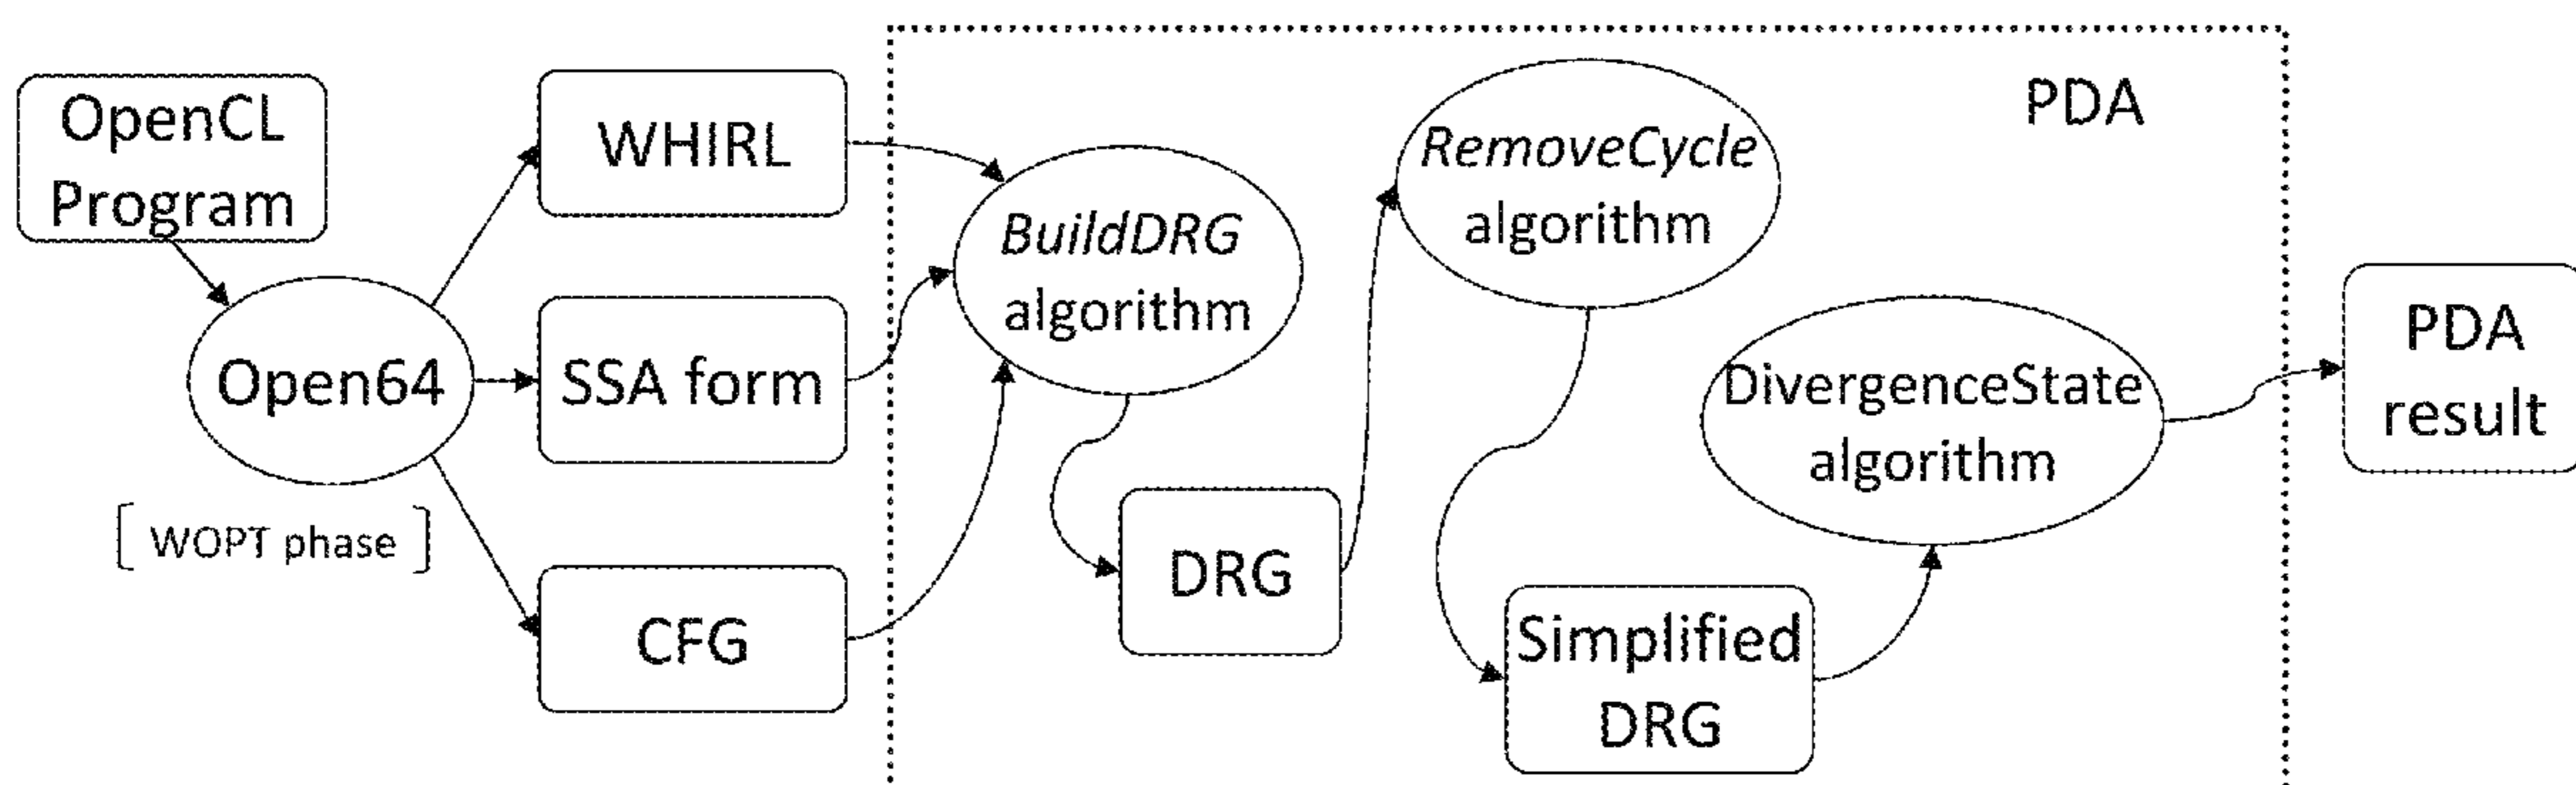 OpenCL
Program
Open64
[ WOPT phase ]
WHIRL
SSA form
CFG
BuildDRG
algorithm
DRG
RemoveCycle
algorithm
Simplified
DRG
DivergenceState
algorithm
PDA
PDA
result